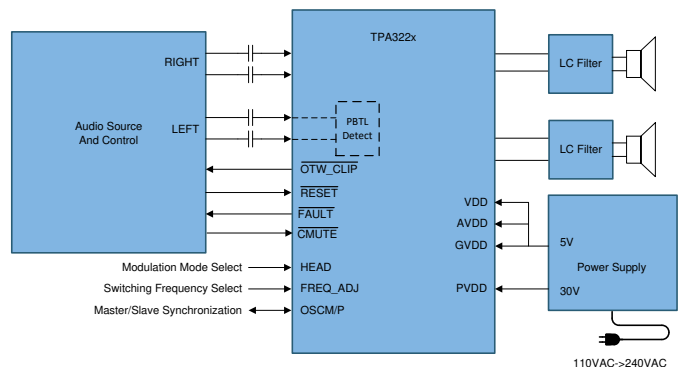 TPA322x
RIGHT
LEFT
Audio Source
And Control
PBTL
Detect
OTW_CLIP
RESET
FAULT
CMUTE
Modulation Mode Select
HEAD
Switching Frequency Select
FREQ_ADJ
Master/Slave Synchronization
OSCM/P
LC Filter
LC Filter
VDD
AVDD
GVDD
PVDD
5V
Power Supply
30V
110VAC->240VAC